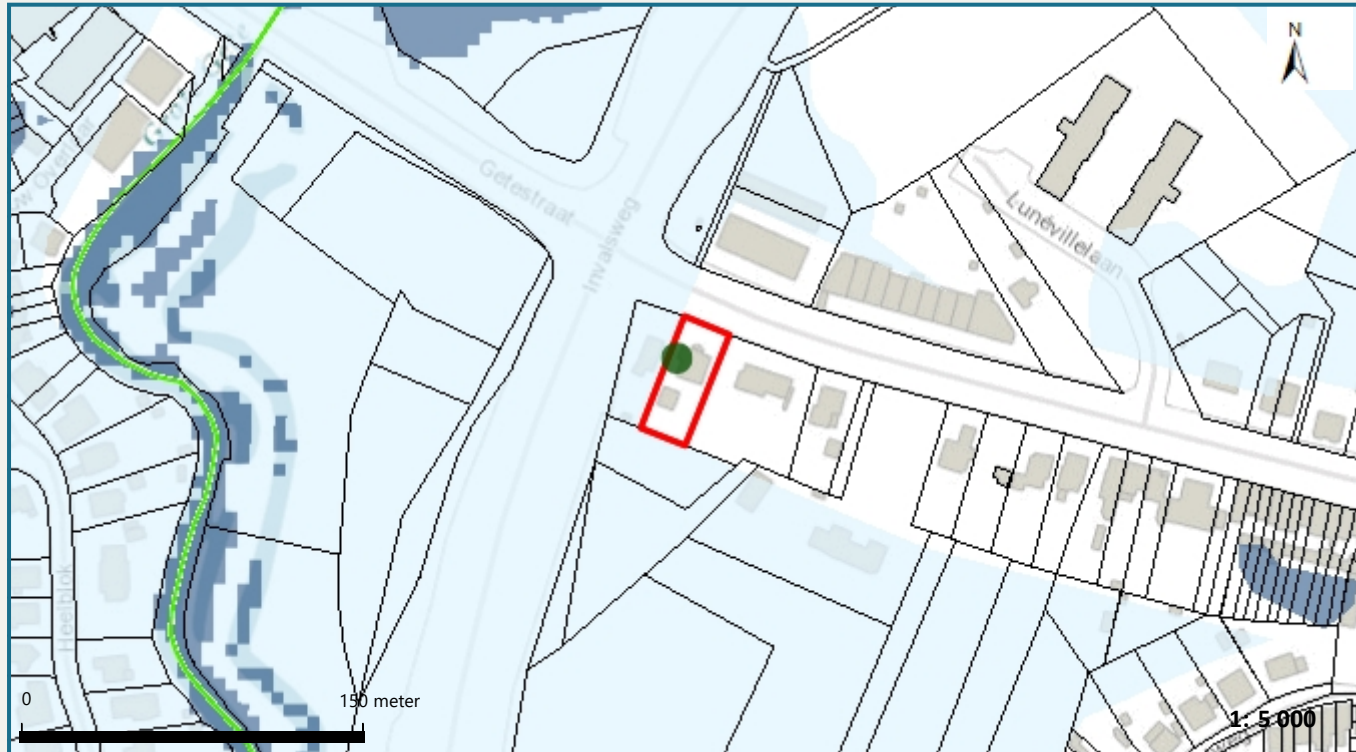 N
Getestraat
Invalsweg
Lunévillelaan
Heelblok
0
150 meter
1: 5 000